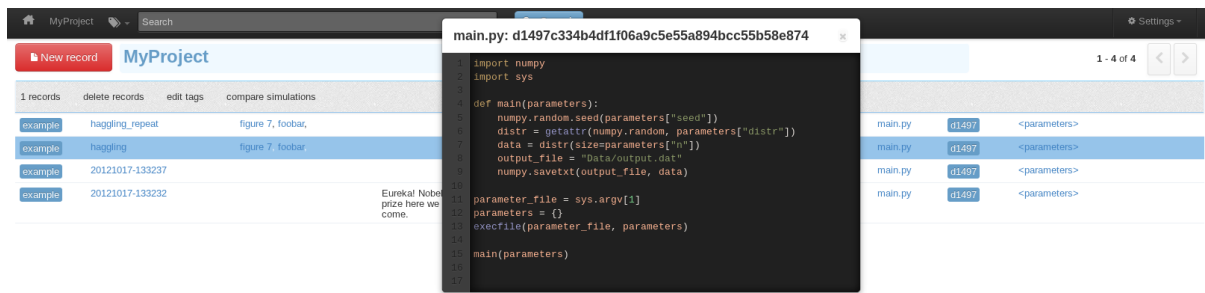 MyProject
Search
Settings
main.py: d1497c334b4df1f06a9c5e55a894bcc55b58e874 ×
New record
MyProject
1 - 4 of 4
1 records delete records edit tags compare simulations
example haggling_repeat figure 7, foobar, main.py d1497 <parameters>
example haggling figure 7 foobar main.py d1497 <parameters>
example 20121017-133237 main.py d1497 <parameters>
example 20121017-133232 main.py d1497 <parameters>
Eureka! Nobel
prize here we
come.
1 import numpy
2 import sys
3
4 def main(parameters):
5     numpy.random.seed(parameters["seed"])
6     distr = getattr(numpy.random, parameters["distr"])
7     data = distr(size=parameters["n"])
8     output_file = "Data/output.dat"
9     numpy.savetxt(output_file, data)
10
11 parameter_file = sys.argv[1]
12 parameters = {}
13 execfile(parameter_file, parameters)
14
15 main(parameters)
16
17